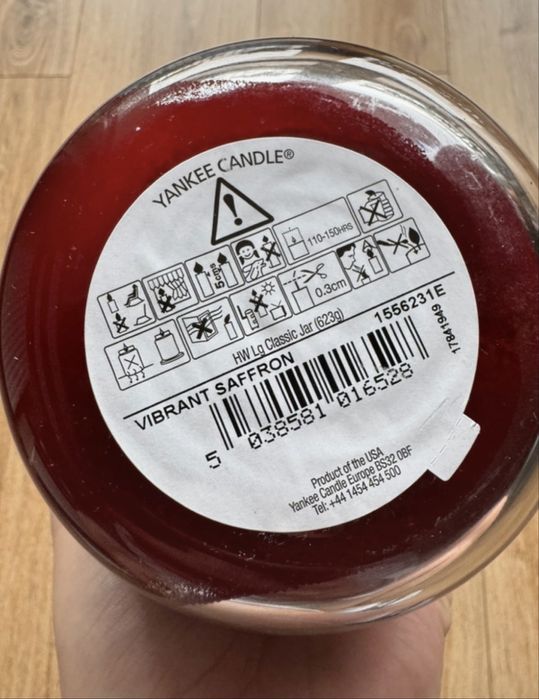 YANKEE CANDLE®
5cms
110-150HRS
0.3cm
HW Lg Classic Jar (623g)
1556231E
VIBRANT SAFFRON
17841949
5 038581 016528
Product of the USA
Yankee Candle Europe BS32 0BF
Tel: +44 1454 454 500